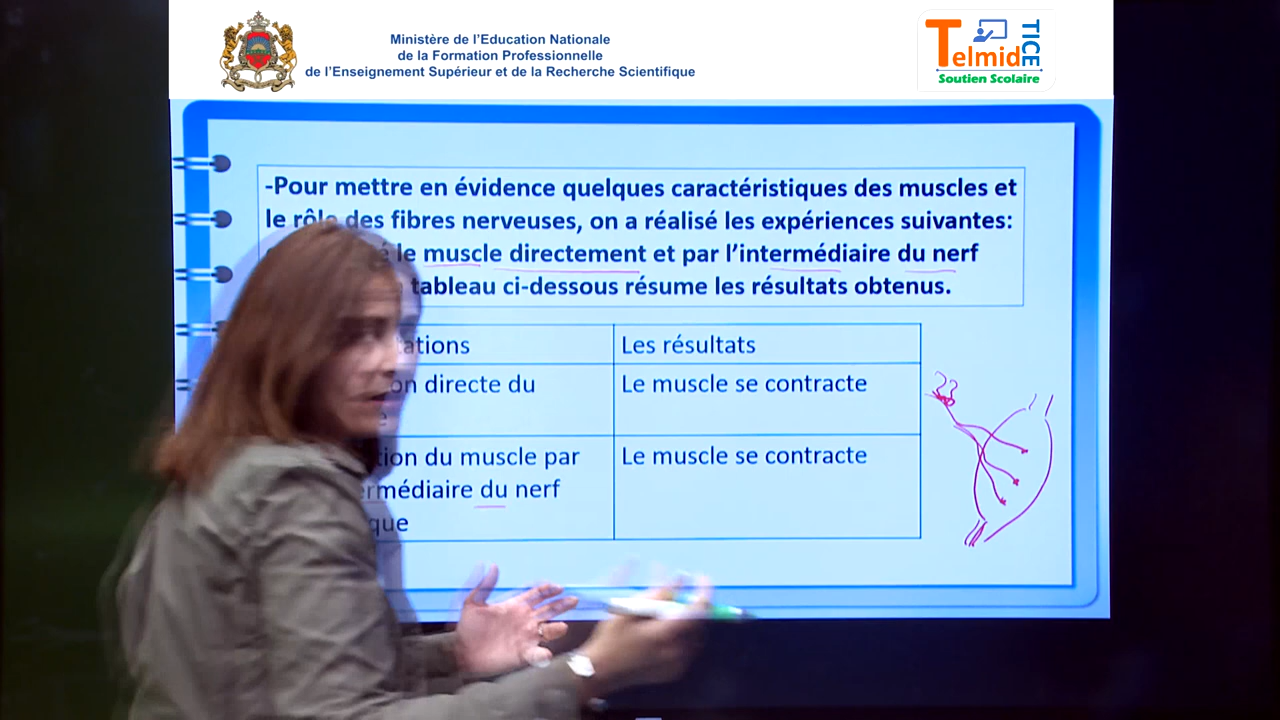 Ministère de l'Education Nationale
de la Formation Professionnelle
de l'Enseignement Supérieur et de la Recherche Scientifique
Telmid TICE
Soutien Scolaire
-Pour mettre en évidence quelques caractéristiques des muscles et
le rôle des fibres nerveuses, on a réalisé les expériences suivantes:
le muscle directement et par l'intermédiaire du nerf
tableau ci-dessous résume les résultats obtenus.
Les résultats
directe du
Le muscle se contracte
du muscle par
Le muscle se contracte
du nerf